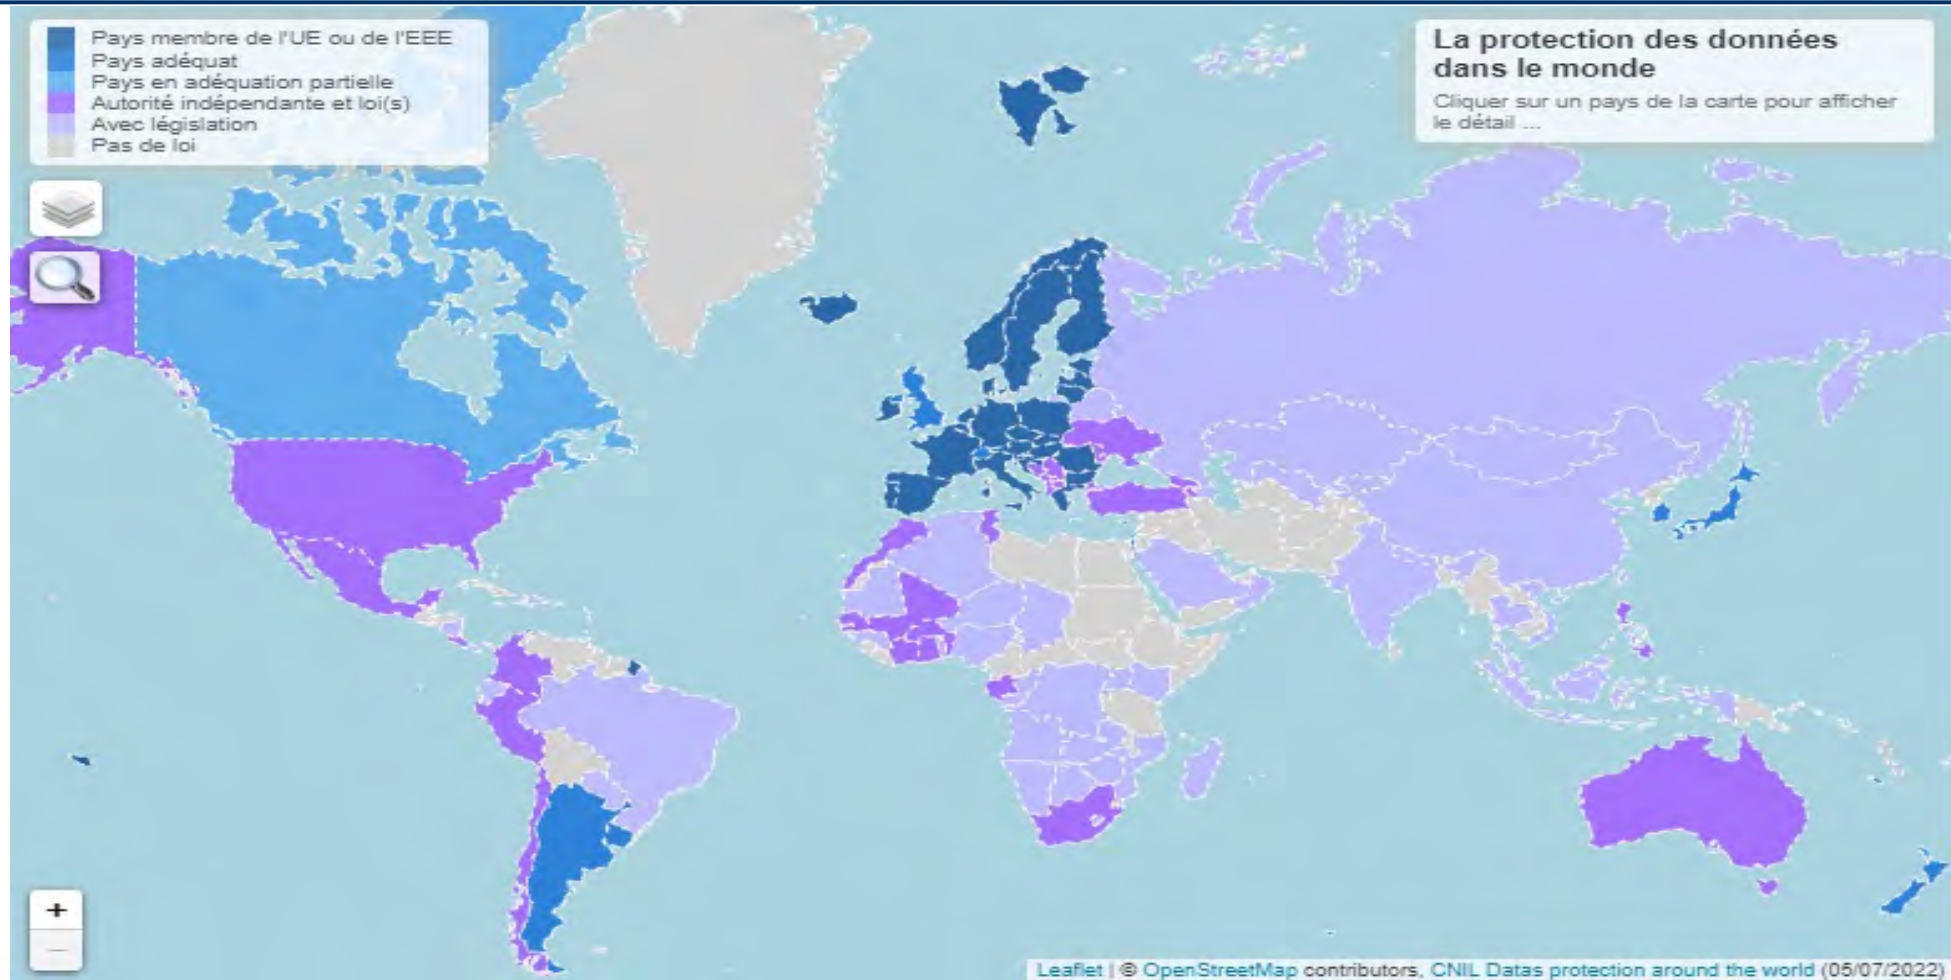 Pays membre de l'UE ou de l'EEE
Pays adéquat
Pays en adéquation partielle
Autorité indépendante et loi(s)
Avec législation
Pas de loi
La protection des données
dans le monde
Cliquer sur un pays de la carte pour afficher
le détail ...
+
−
Leaflet | © OpenStreetMap contributors, CNIL Datas protection around the world (05/07/2022)